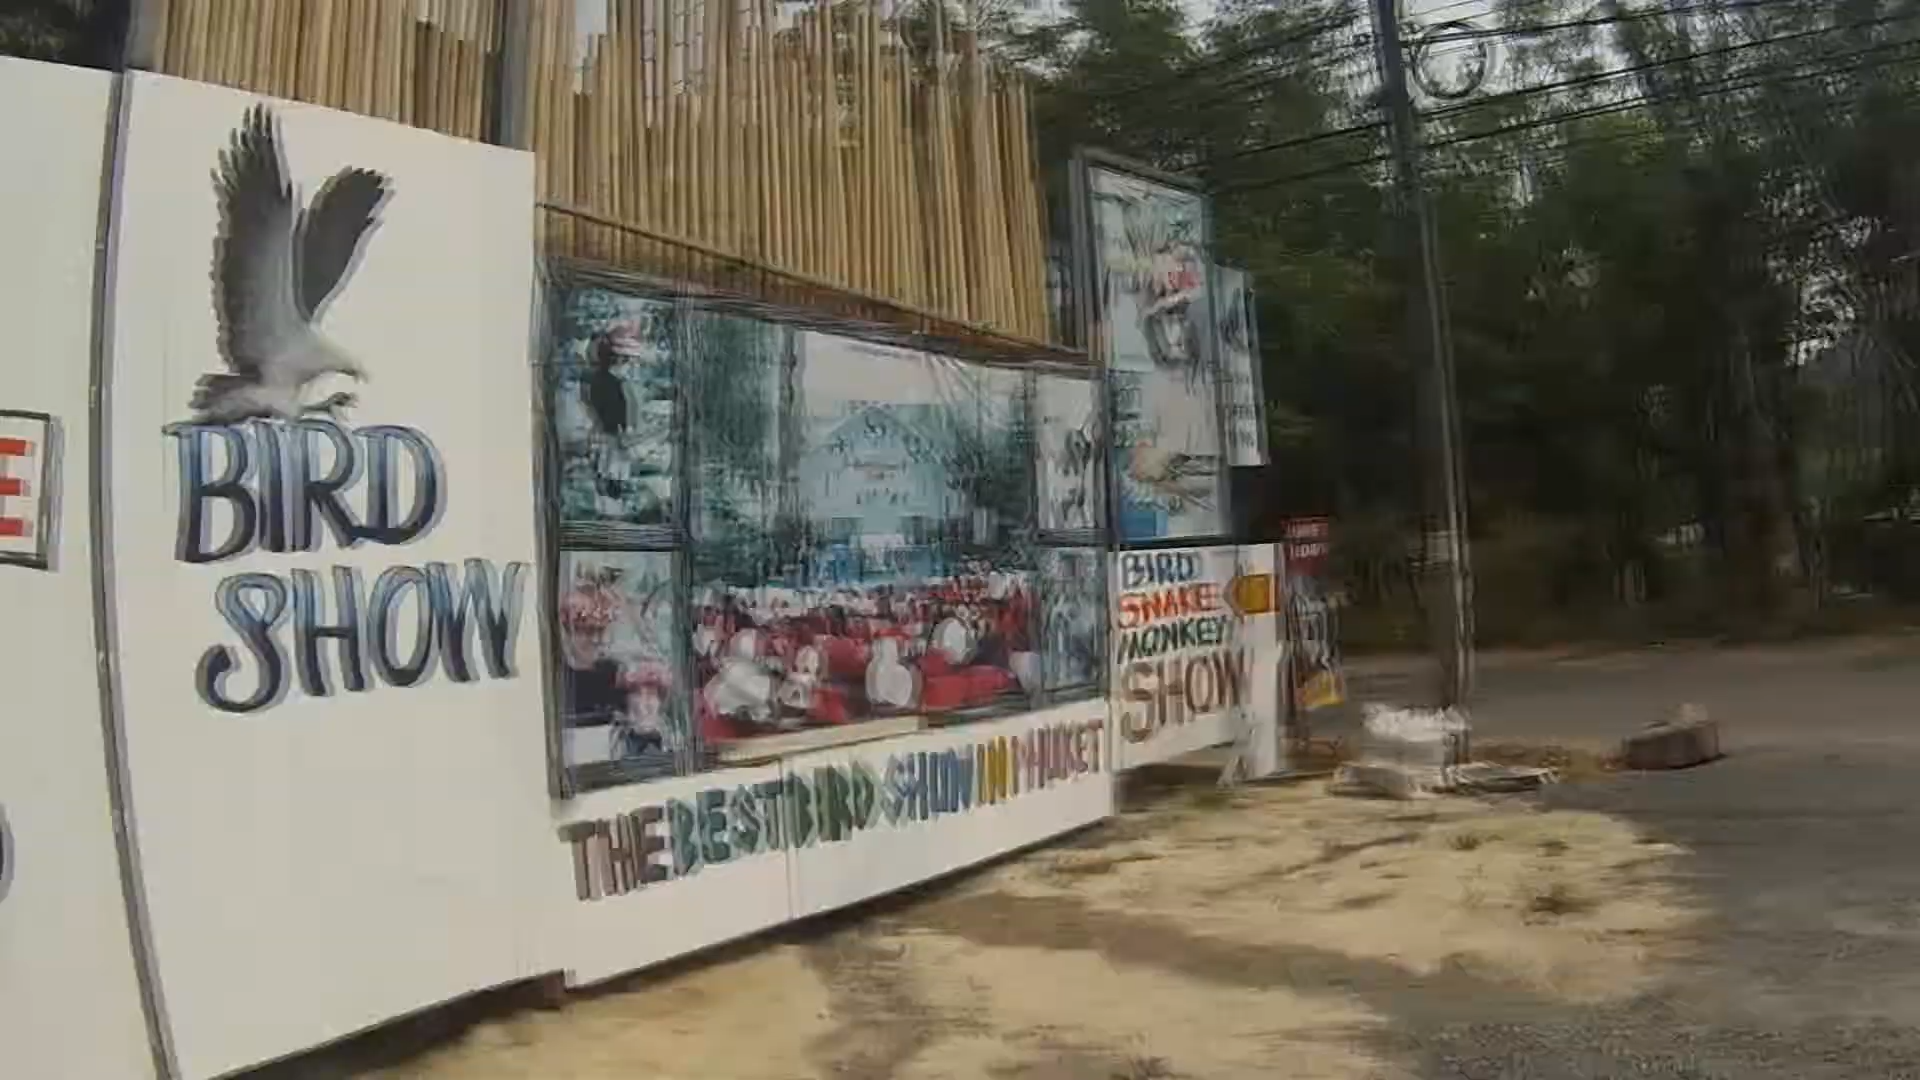 E
BIRD
SHOW
THE BEST BIRD SHOW IN PHUKET
BIRD
SNAKE
MONKEY
SHOW